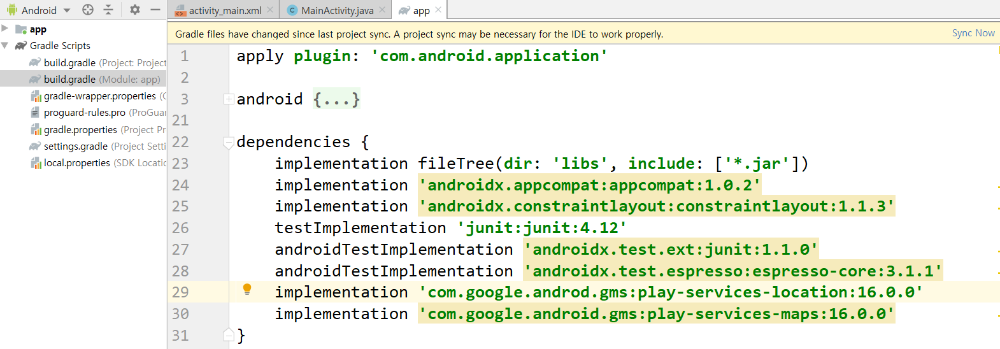 Android
activity_main.xml
MainActivity.java
app
app
Gradle files have changed since last project sync. A project sync may be necessary for the IDE to work properly.
Sync Now
Gradle Scripts
build.gradle (Project: Project
build.gradle (Module: app)
gradle-wrapper.properties (G
proguard-rules.pro (ProGuar
gradle.properties (Project Pr
settings.gradle (Project Setti
local.properties (SDK Locatio
1 apply plugin: 'com.android.application'
2
3 android {...}
21
22 dependencies {
23 implementation fileTree(dir: 'libs', include: ['*.jar'])
24 implementation 'androidx.appcompat:appcompat:1.0.2'
25 implementation 'androidx.constraintlayout:constraintlayout:1.1.3'
26 testImplementation 'junit:junit:4.12'
27 androidTestImplementation 'androidx.test.ext:junit:1.1.0'
28 androidTestImplementation 'androidx.test.espresso:espresso-core:3.1.1'
29 implementation 'com.google.androd.gms:play-services-location:16.0.0'
30 implementation 'com.google.android.gms:play-services-maps:16.0.0'
31 }